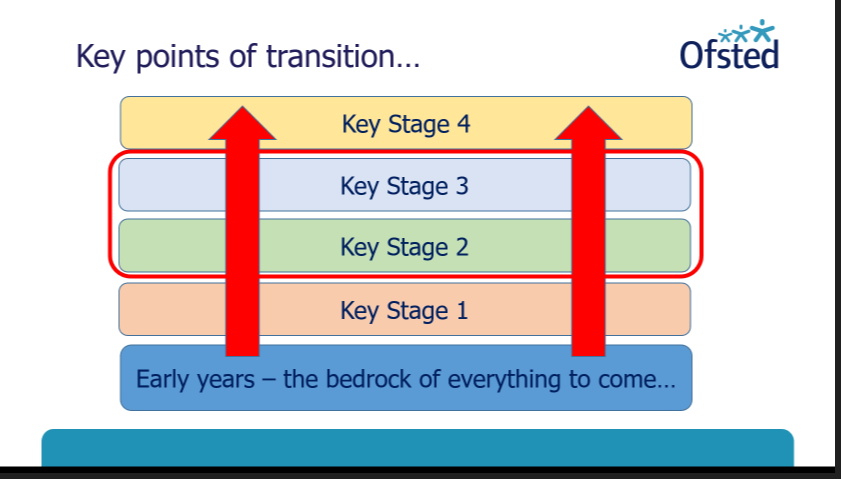 Key points of transition...
Ofsted
Key Stage 4
Key Stage 3
Key Stage 2
Key Stage 1
Early years – the bedrock of everything to come...